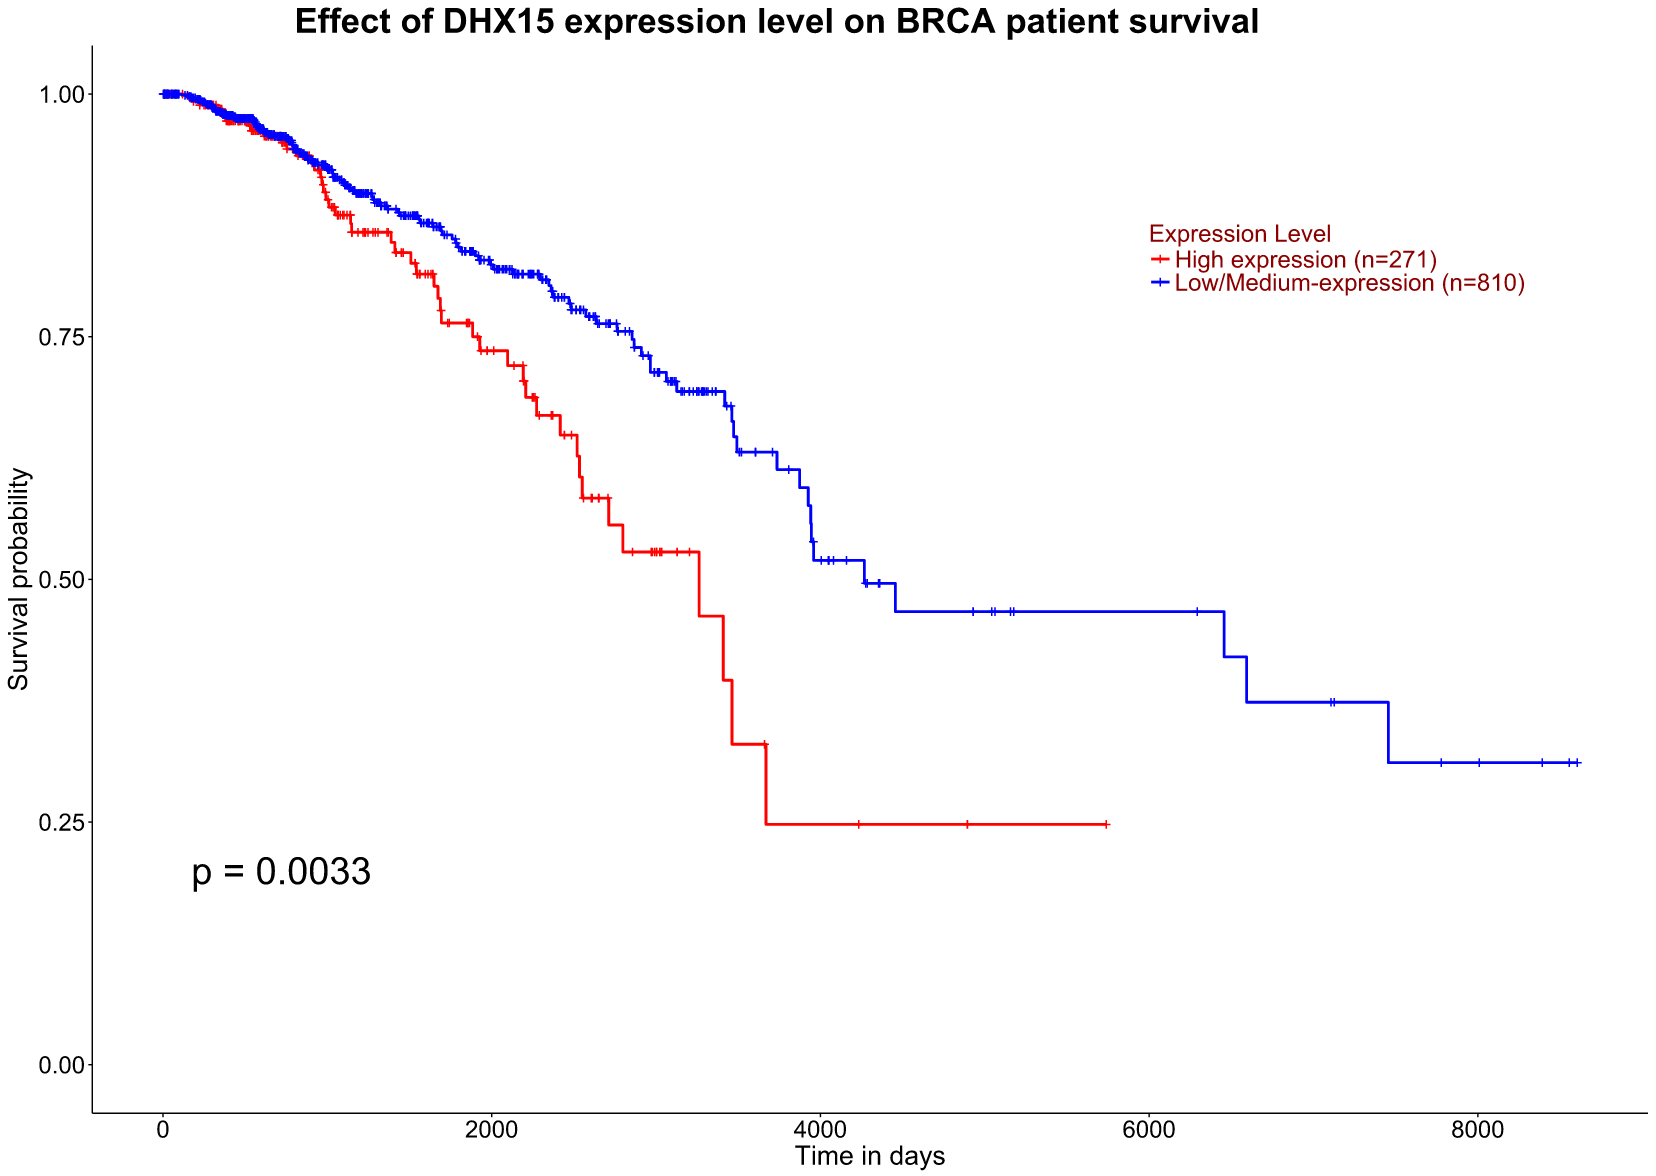 Effect of DHX15 expression level on BRCA patient survival
1.00
0.75
0.50
0.25
0.00
Survival probability
Expression Level
High expression (n=271)
Low/Medium-expression (n=810)
p = 0.0033
0 2000 4000 6000 8000
Time in days